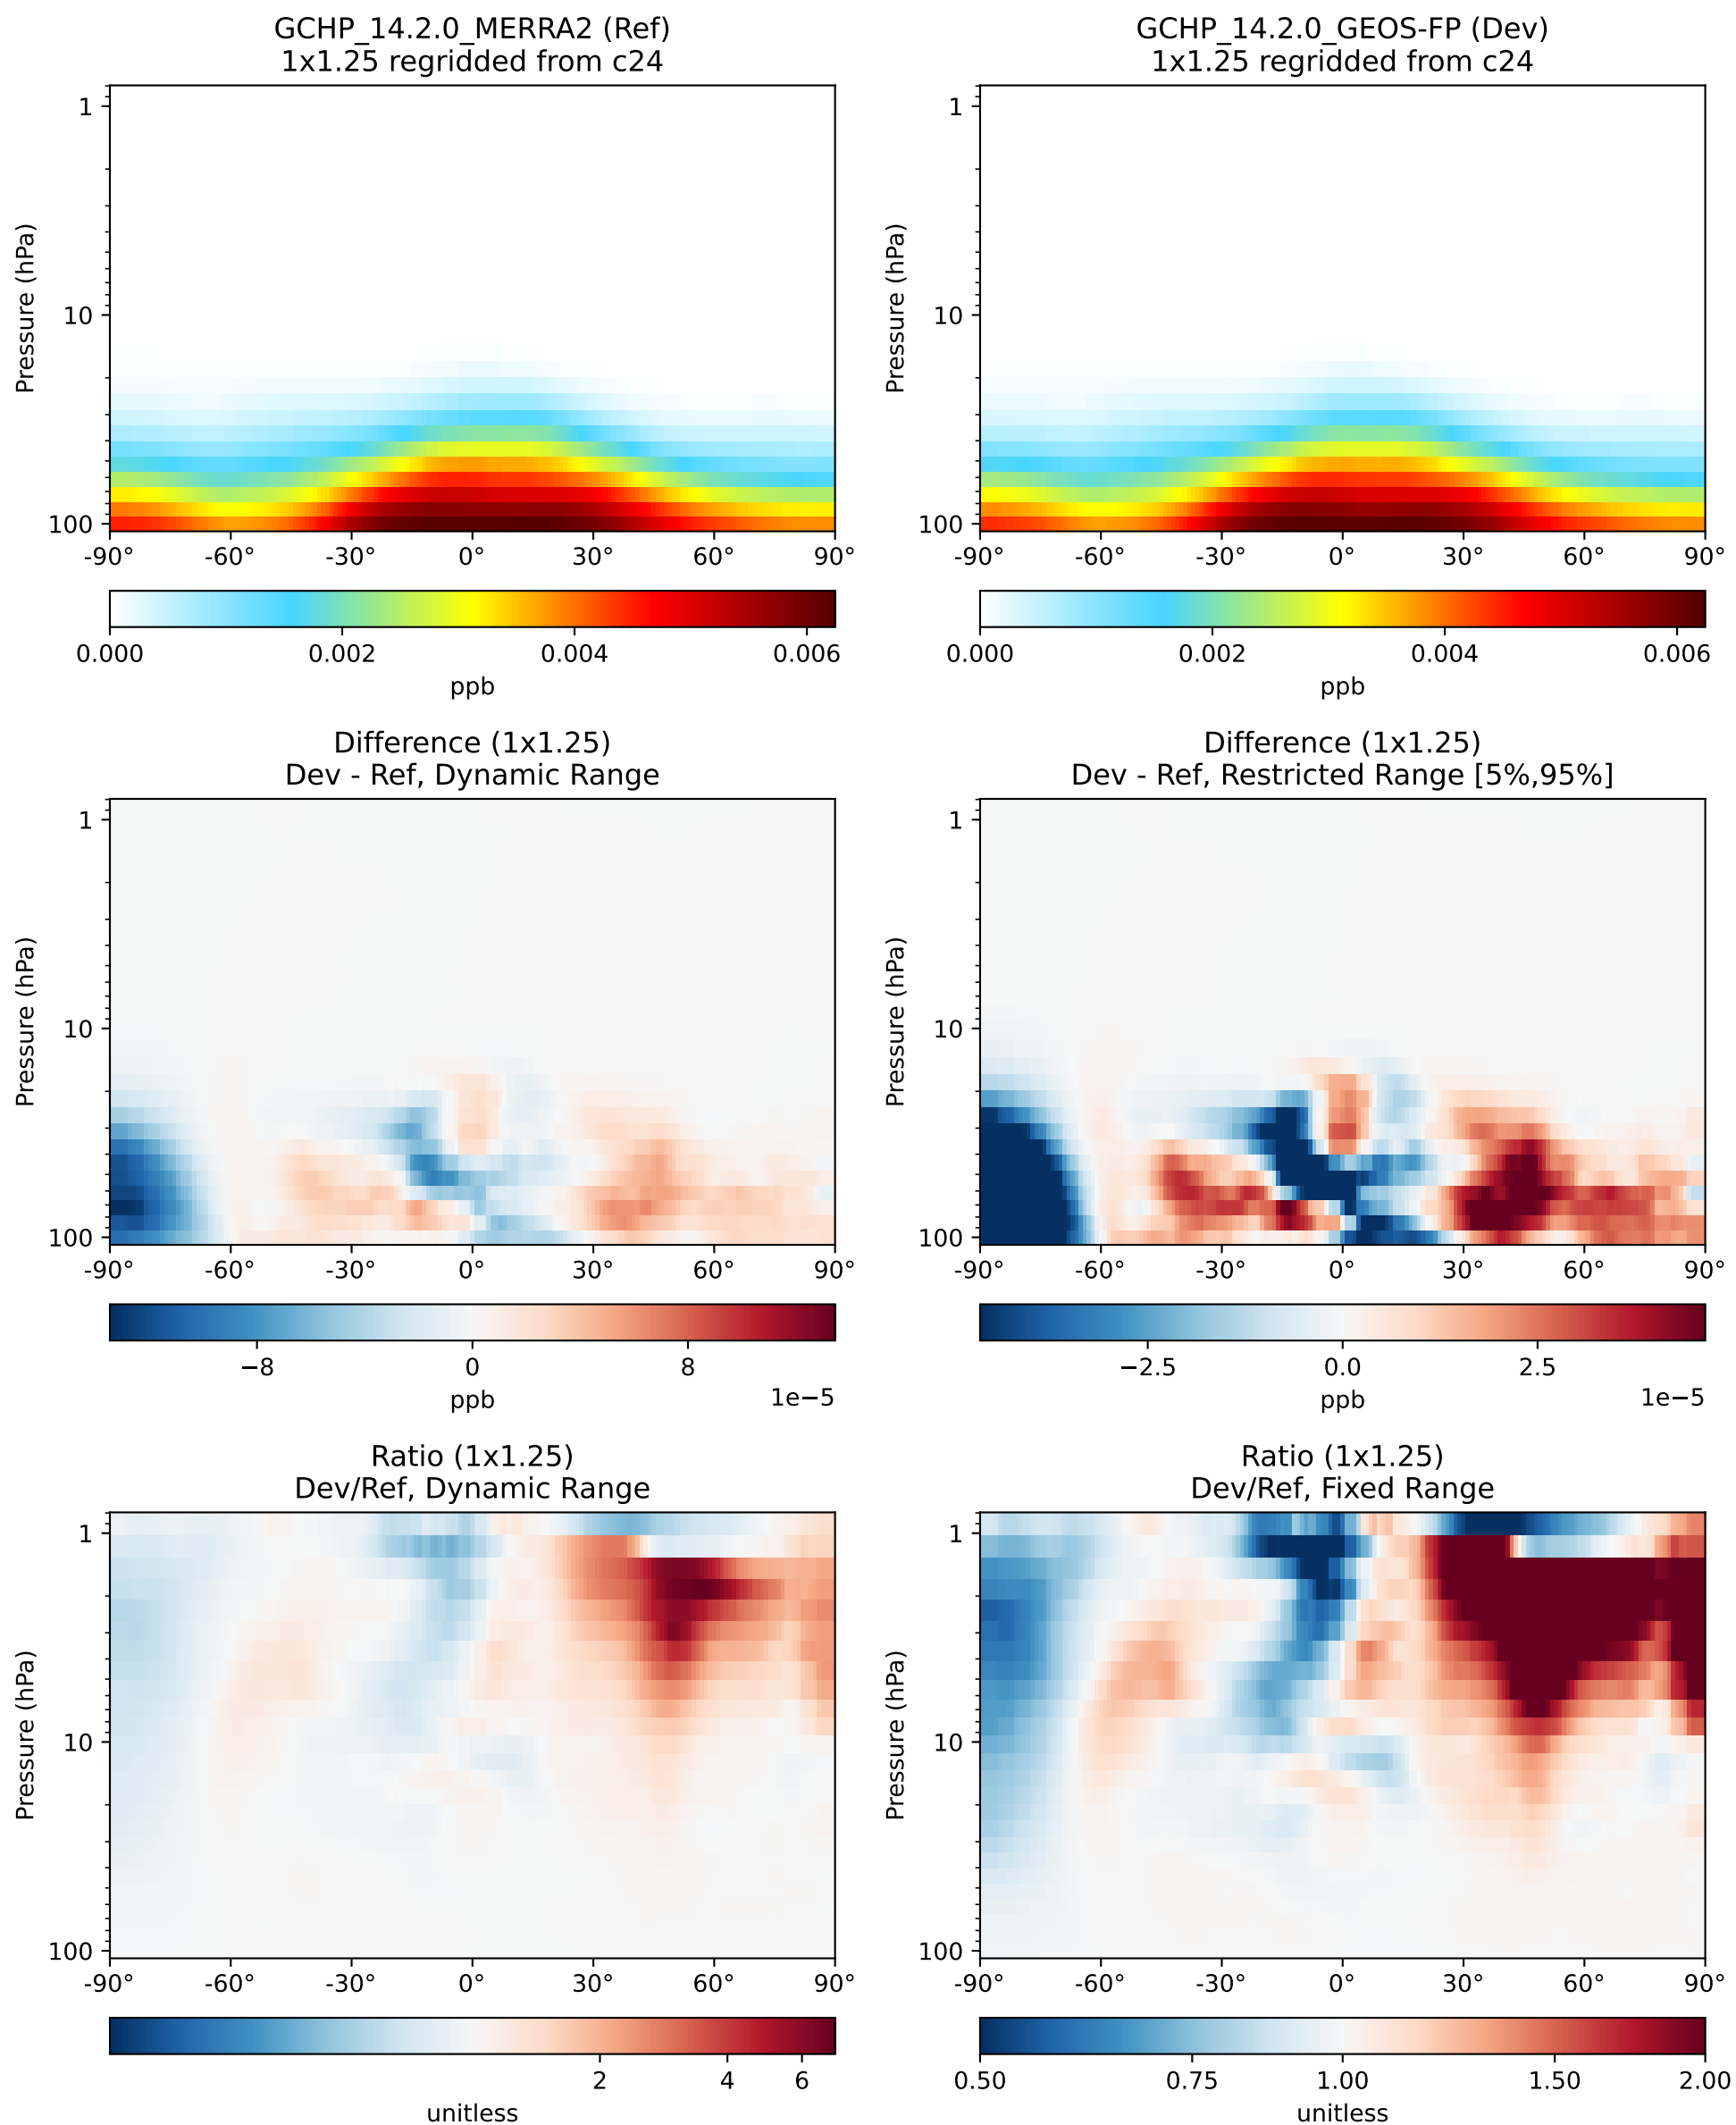 GCHP_14.2.0_MERRA2 (Ref)
1x1.25 regridded from c24
GCHP_14.2.0_GEOS-FP (Dev)
1x1.25 regridded from c24
Pressure (hPa)
1
10
100
-90° -60° -30° 0° 30° 60° 90°
0.000 0.002 0.004 0.006
ppb
Pressure (hPa)
1
10
100
-90° -60° -30° 0° 30° 60° 90°
0.000 0.002 0.004 0.006
ppb
Difference (1x1.25)
Dev - Ref, Dynamic Range
Pressure (hPa)
1
10
100
-90° -60° -30° 0° 30° 60° 90°
−8 0 8
1e−5
ppb
Difference (1x1.25)
Dev - Ref, Restricted Range [5%,95%]
Pressure (hPa)
1
10
100
-90° -60° -30° 0° 30° 60° 90°
−2.5 0.0 2.5
1e−5
ppb
Ratio (1x1.25)
Dev/Ref, Dynamic Range
Pressure (hPa)
1
10
100
-90° -60° -30° 0° 30° 60° 90°
2 4 6
unitless
Ratio (1x1.25)
Dev/Ref, Fixed Range
Pressure (hPa)
1
10
100
-90° -60° -30° 0° 30° 60° 90°
0.50 0.75 1.00 1.50 2.00
unitless